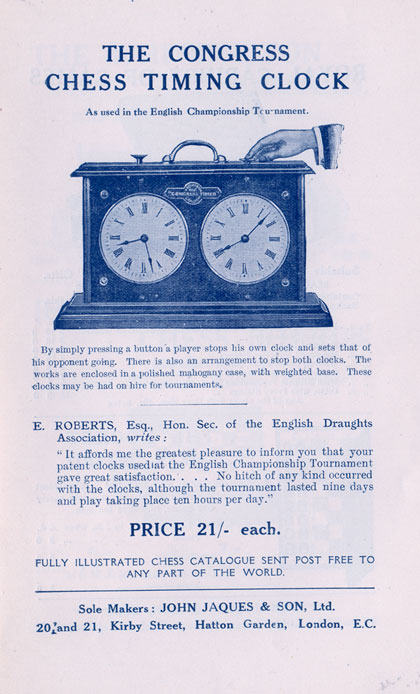 THE CONGRESS
CHESS TIMING CLOCK
As used in the English Championship Tournament.
THE
"CONGRESS" TIMER
By simply pressing a button a player stops his own clock and sets that of
his opponent going. There is also an arrangement to stop both clocks. The
works are enclosed in a polished mahogany case, with weighted base. These
clocks may be had on hire for tournaments.
E. ROBERTS, Esq., Hon. Sec. of the English Draughts
Association, writes:
"It affords me the greatest pleasure to inform you that your
patent clocks used at the English Championship Tournament
gave great satisfaction. . . . No hitch of any kind occurred
with the clocks, although the tournament lasted nine days
and play taking place ten hours per day."
PRICE 21/- each.
FULLY ILLUSTRATED CHESS CATALOGUE SENT POST FREE TO
ANY PART OF THE WORLD.
Sole Makers: JOHN JAQUES & SON, Ltd.
20, and 21, Kirby Street, Hatton Garden, London, E.C.